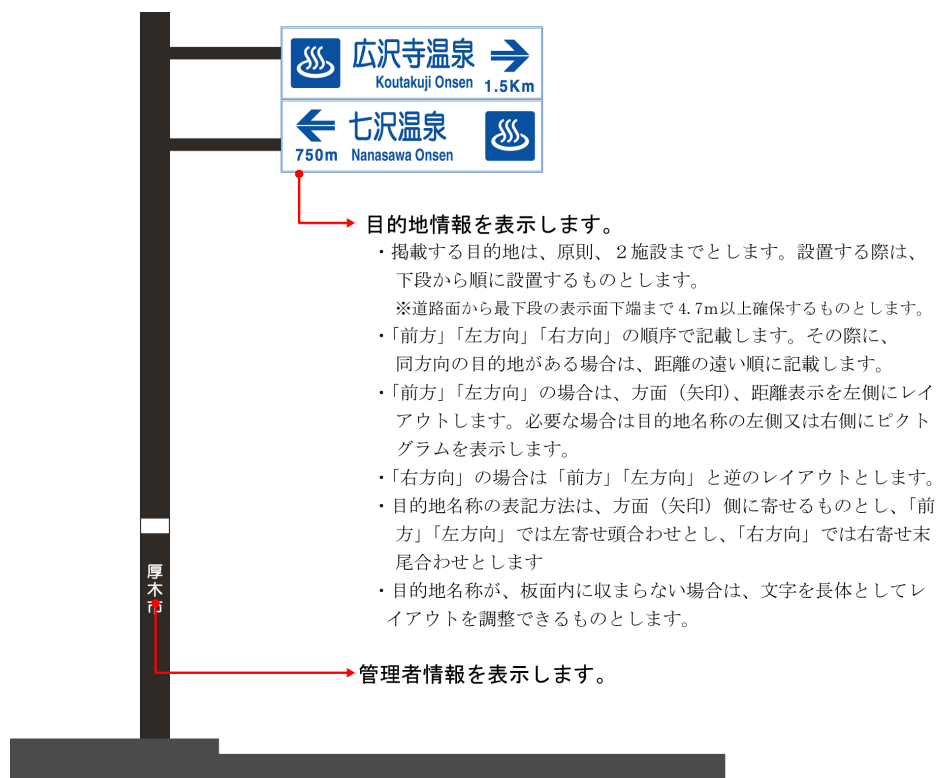 広沢寺温泉
Koutakuji Onsen
1.5Km
七沢温泉
750m Nanasawa Onsen
目的地情報を表示します。
・掲載する目的地は、原則、２施設までとします。設置する際は、
下段から順に設置するものとします。
※道路面から最下段の表示面下端まで 4.7m以上確保するものとします。
・「前方」「左方向」「右方向」の順序で記載します。その際に、
同方向の目的地がある場合は、距離の遠い順に記載します。
・「前方」「左方向」の場合は、方面（矢印）、距離表示を左側にレイ
アウトします。必要な場合は目的地名称の左側又は右側にピクト
グラムを表示します。
・「右方向」の場合は「前方」「左方向」と逆のレイアウトとします。
・目的地名称の表記方法は、方面（矢印）側に寄せるものとし、「前
方」「左方向」では左寄せ頭合わせとし、「右方向」では右寄せ末
尾合わせとします
・目的地名称が、板面内に収まらない場合は、文字を長体としてレ
イアウトを調整できるものとします。
厚木市
管理者情報を表示します。